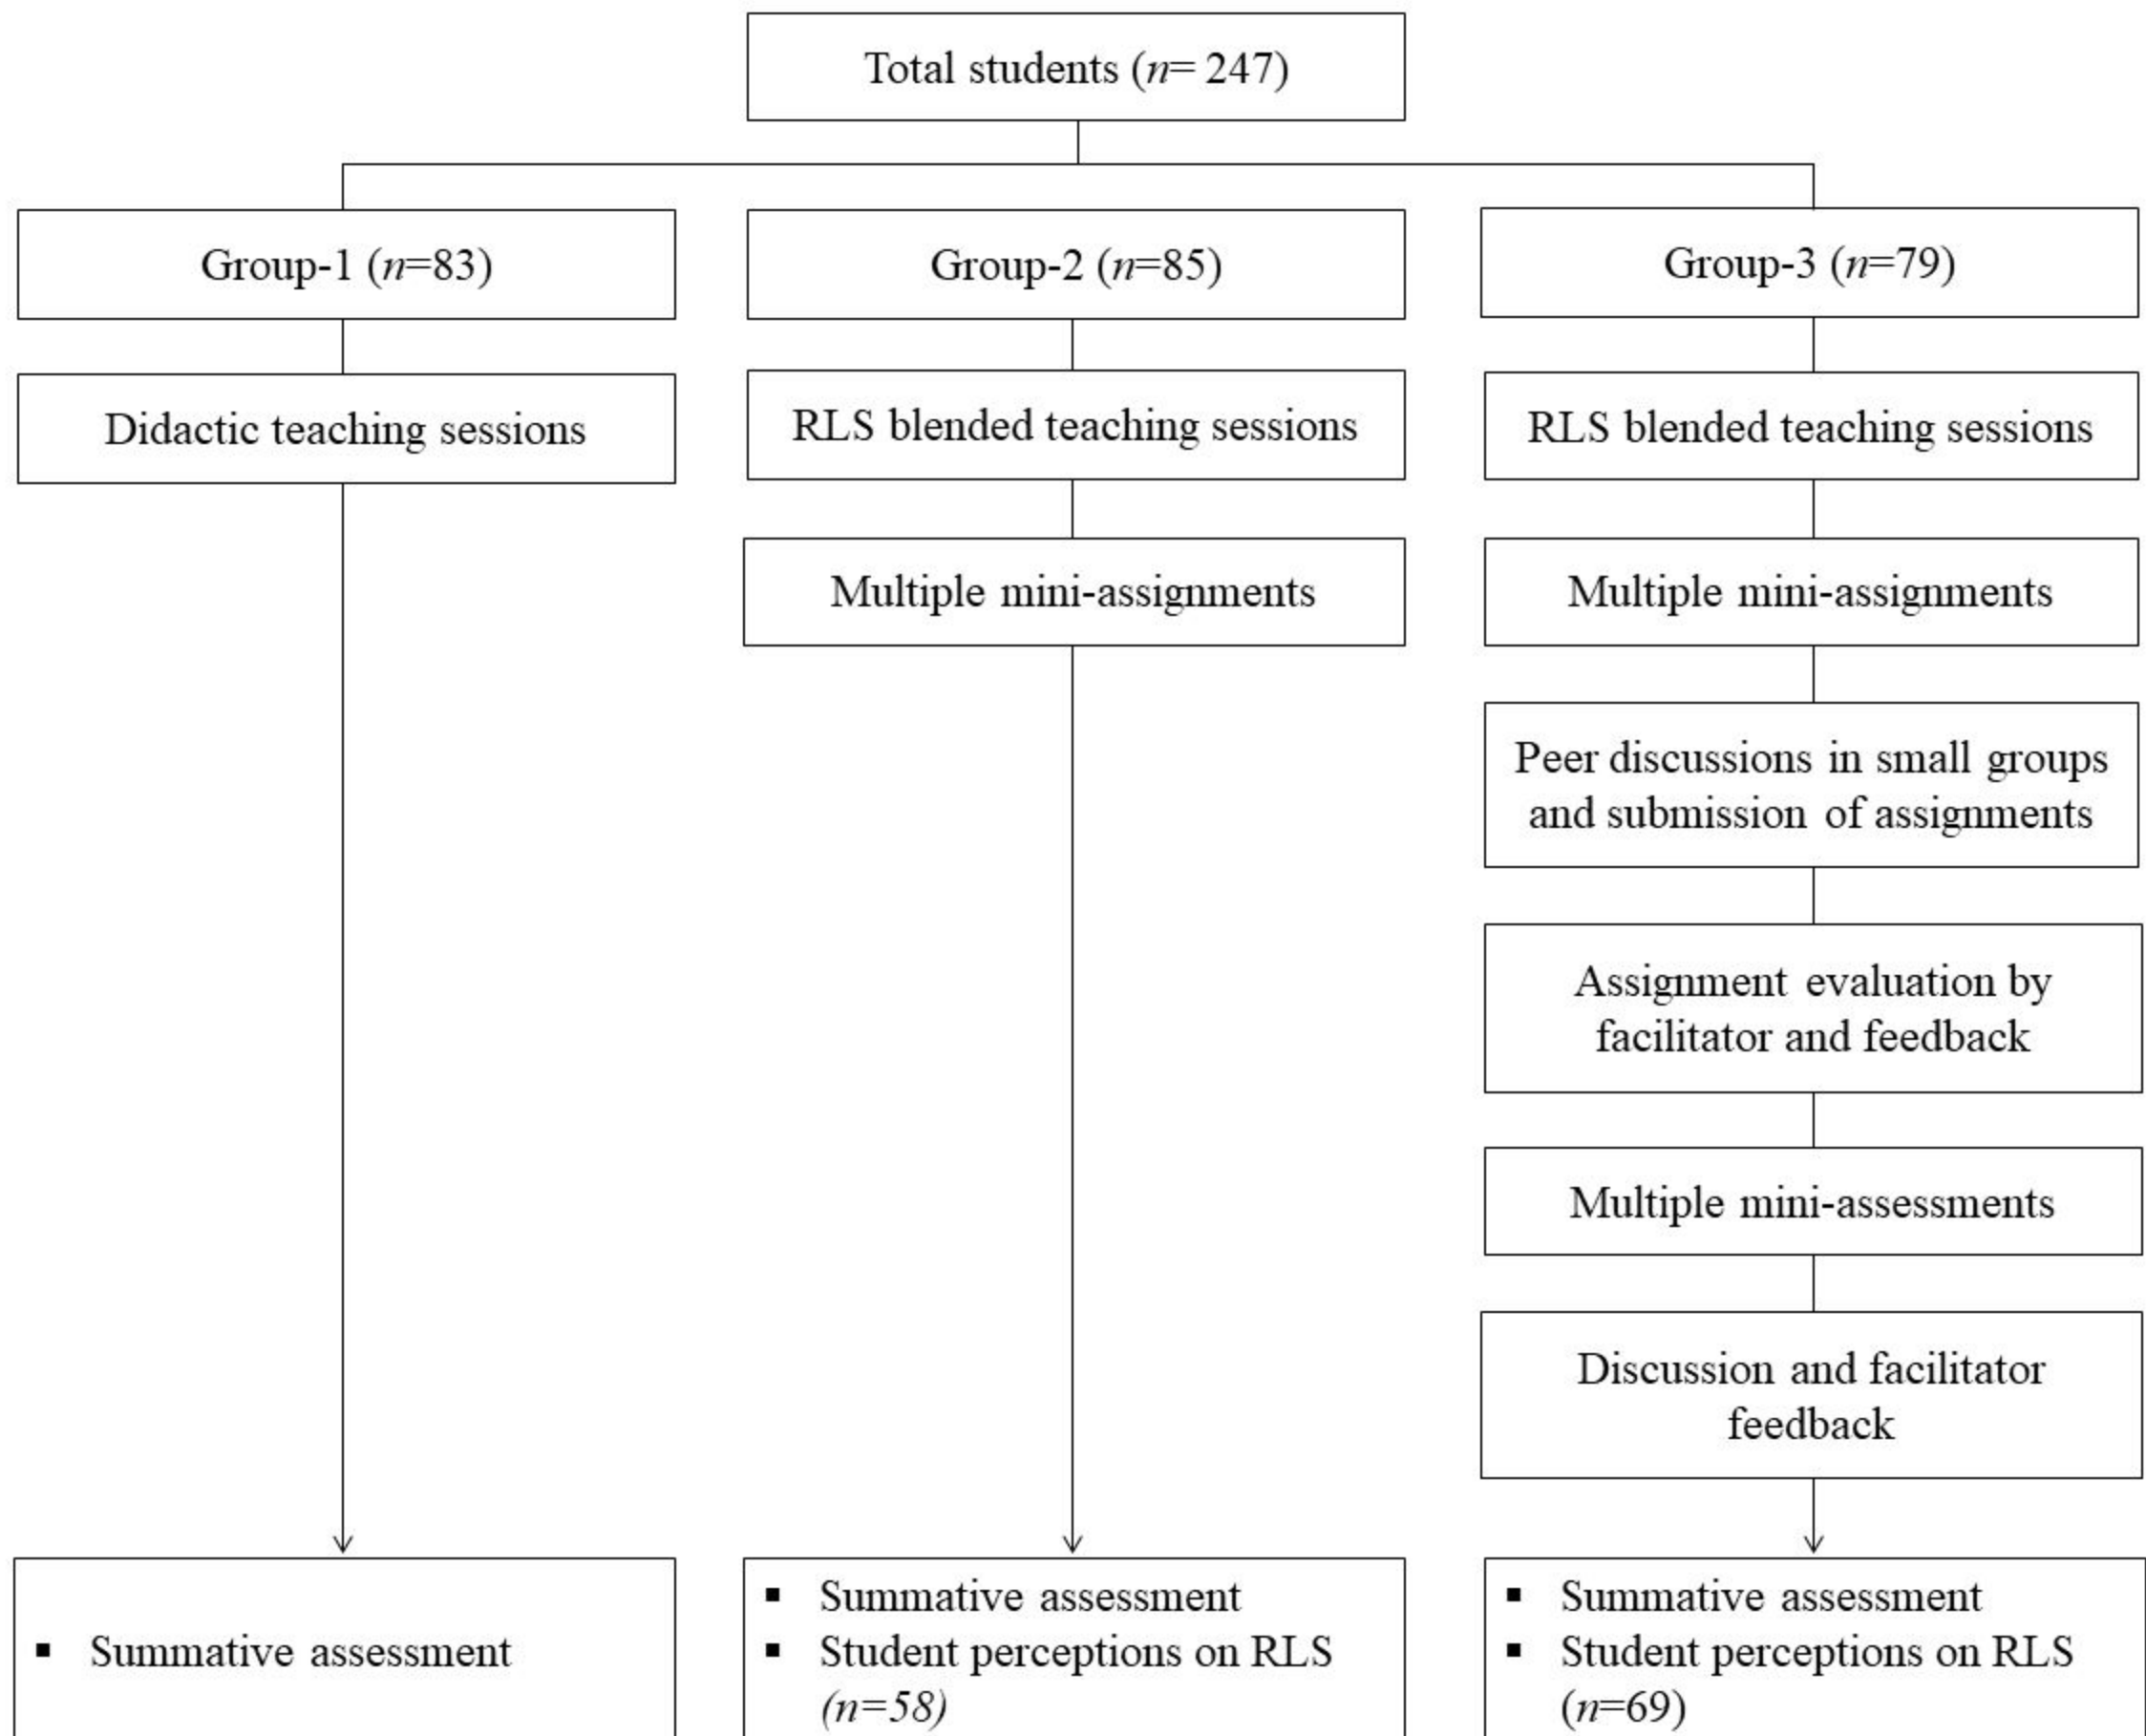 Total students (n= 247)
Group-1 (n=83)
Group-2 (n=85)
Group-3 (n=79)
Didactic teaching sessions
RLS blended teaching sessions
RLS blended teaching sessions
Multiple mini-assignments
Multiple mini-assignments
Peer discussions in small groups
and submission of assignments
Assignment evaluation by
facilitator and feedback
Multiple mini-assessments
Discussion and facilitator
feedback
▪ Summative assessment
▪ Summative assessment
▪ Student perceptions on RLS
(n=58)
▪ Summative assessment
▪ Student perceptions on RLS
(n=69)